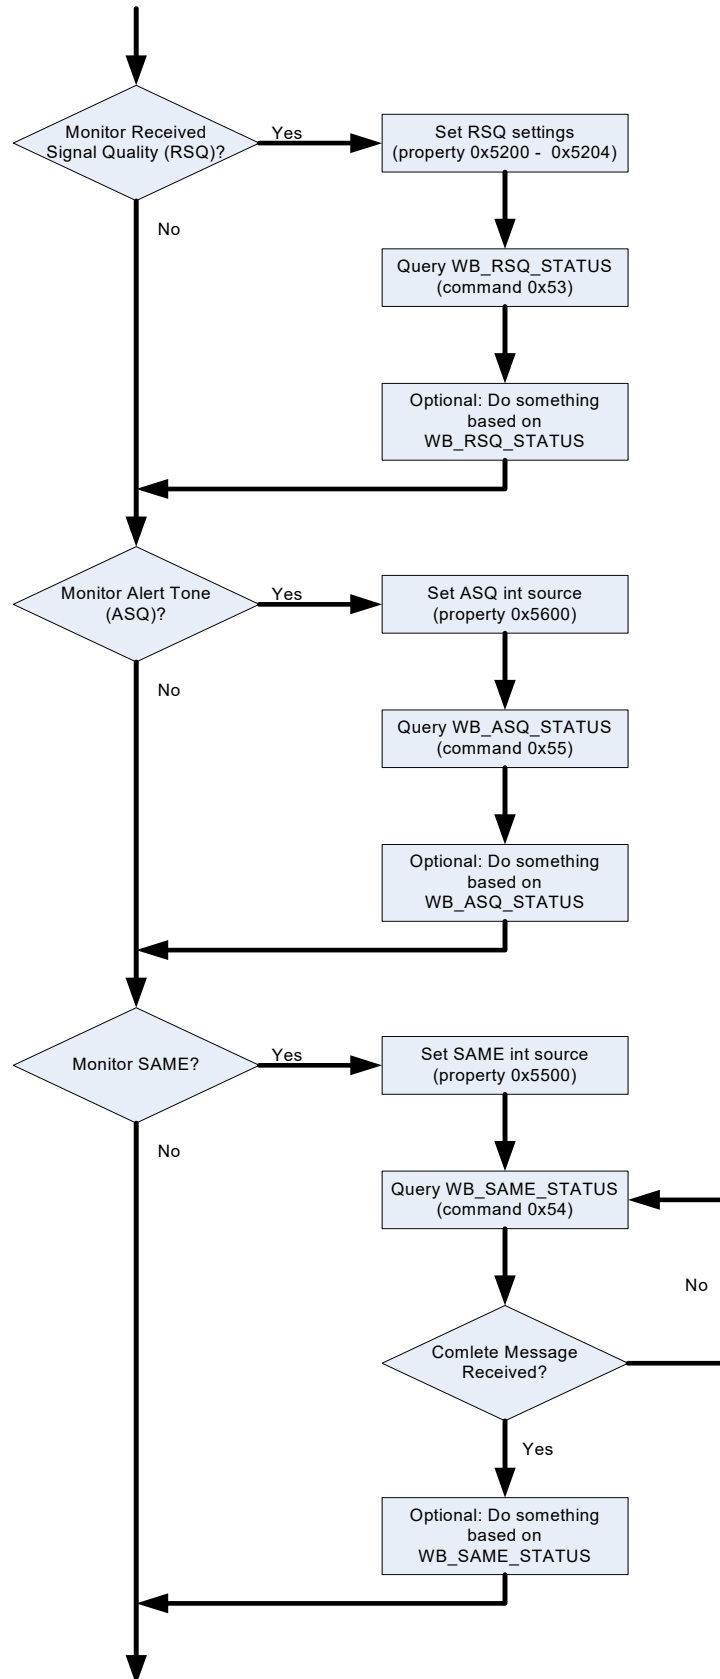 Monitor Received
Signal Quality (RSQ)?
Yes
Set RSQ settings
(property 0x5200 -  0x5204)
No
Query WB_RSQ_STATUS
(command 0x53)
Optional: Do something
based on
WB_RSQ_STATUS
Monitor Alert Tone
(ASQ)?
Yes
Set ASQ int source
(property 0x5600)
No
Query WB_ASQ_STATUS
(command 0x55)
Optional: Do something
based on
WB_ASQ_STATUS
Monitor SAME?
Yes
Set SAME int source
(property 0x5500)
No
Query WB_SAME_STATUS
(command 0x54)
No
Comlete Message
Received?
Yes
Optional: Do something
based on
WB_SAME_STATUS